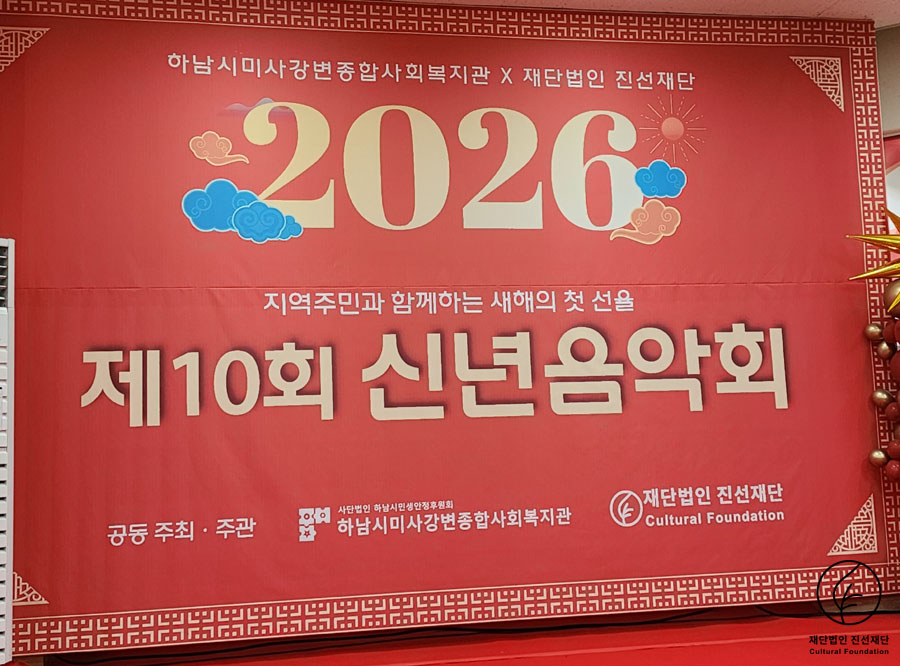 하남시미사강변종합사회복지관 X 재단법인 진선재단
2026
지역주민과 함께하는 새해의 첫 선율
제10회 신년음악회
공동 주최 · 주관
사단법인 하남시민생안정후원회
하남시미사강변종합사회복지관
재단법인 진선재단
Cultural Foundation
재단법인 진선재단
Cultural Foundation